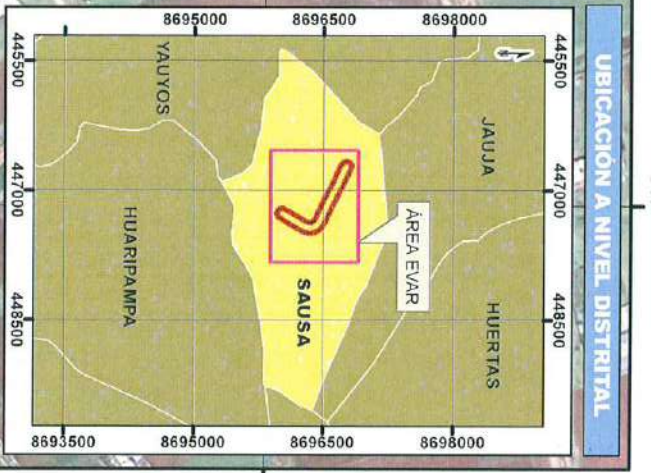 UBICACIÓN A NIVEL DISTRITAL
445500
447000
448500
8698000
8696500
8695000
JAUJA
HUERTAS
ÁREA EVAR
SAUSA
YAUYOS
HUARIPAMPA
8698000
8696500
8695000
8693500
445500
447000
448500